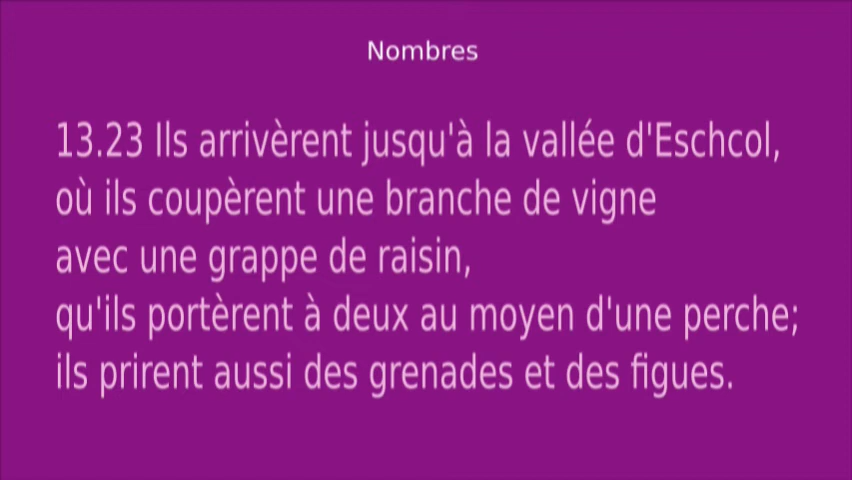 Nombres
13.23 Ils arrivèrent jusqu'à la vallée d'Eschcol,
où ils coupèrent une branche de vigne
avec une grappe de raisin,
qu'ils portèrent à deux au moyen d'une perche;
ils prirent aussi des grenades et des figues.